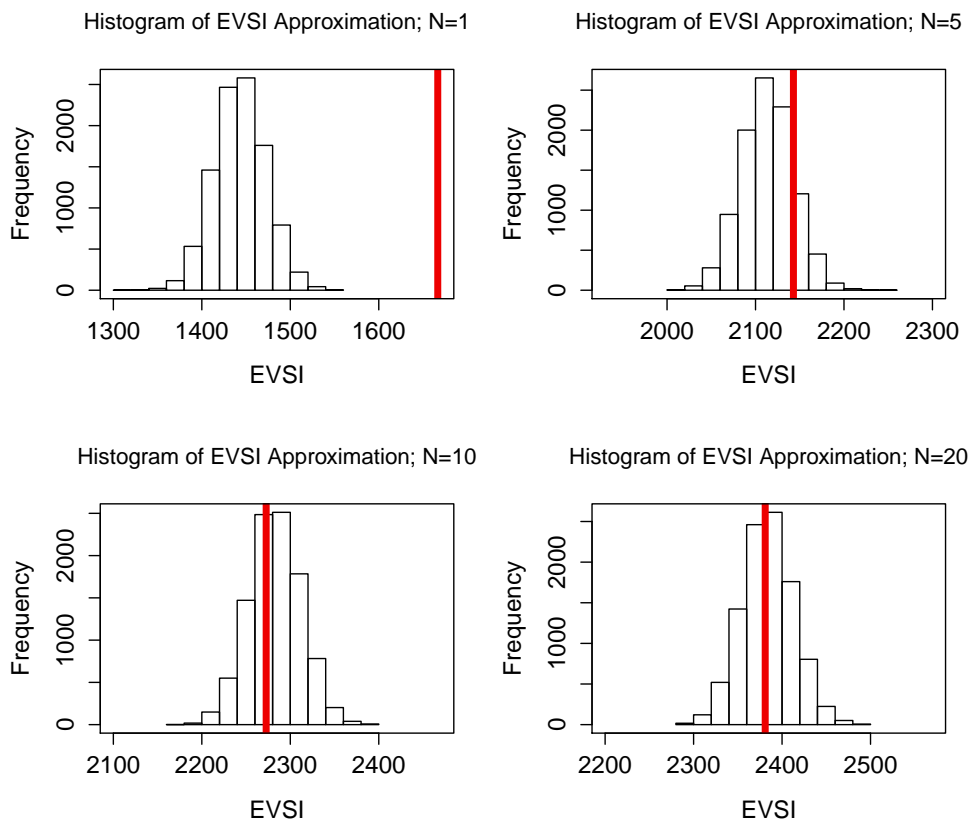 Histogram of EVSI Approximation; N=1
Frequency
0 1000 2000
1300 1400 1500 1600
EVSI
Histogram of EVSI Approximation; N=5
Frequency
0 1000 2000
2000 2100 2200 2300
EVSI
Histogram of EVSI Approximation; N=10
Frequency
0 1000 2000
2100 2200 2300 2400
EVSI
Histogram of EVSI Approximation; N=20
Frequency
0 1000 2000
2200 2300 2400 2500
EVSI